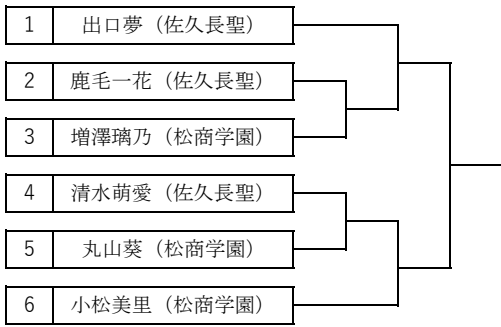 1 出口夢（佐久長聖）
2 鹿毛一花（佐久長聖）
3 増澤璃乃（松商学園）
4 清水萌愛（佐久長聖）
5 丸山葵（松商学園）
6 小松美里（松商学園）